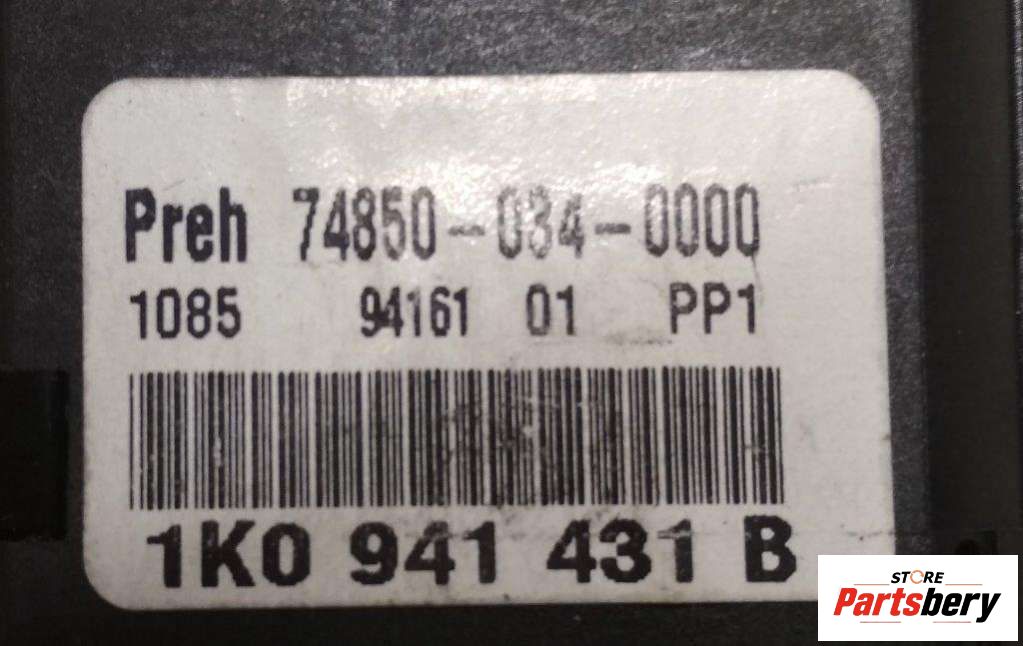 Preh 74850-034-0000
1085 94161 01 PP1
1K0 941 431 B
STORE
Partsbery